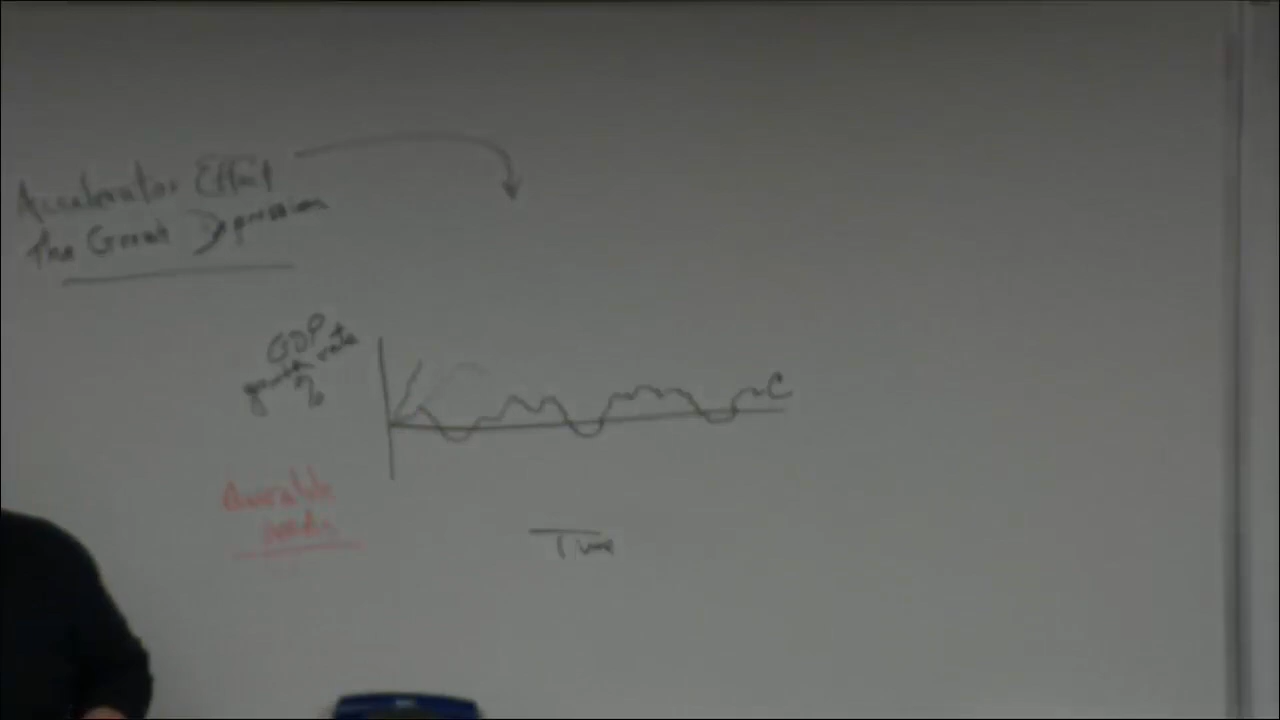 Accelerator Effect
The Great Depression
GDP
growth rate
%
C
Durable
Goods
Time